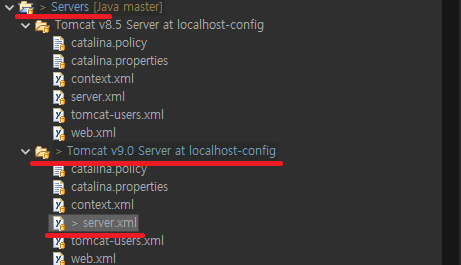 > Servers [Java master]
Tomcat v8.5 Server at localhost-config
catalina.policy
catalina.properties
context.xml
server.xml
tomcat-users.xml
web.xml
> Tomcat v9.0 Server at localhost-config
catalina.policy
catalina.properties
context.xml
> server.xml
tomcat-users.xml
web.xml